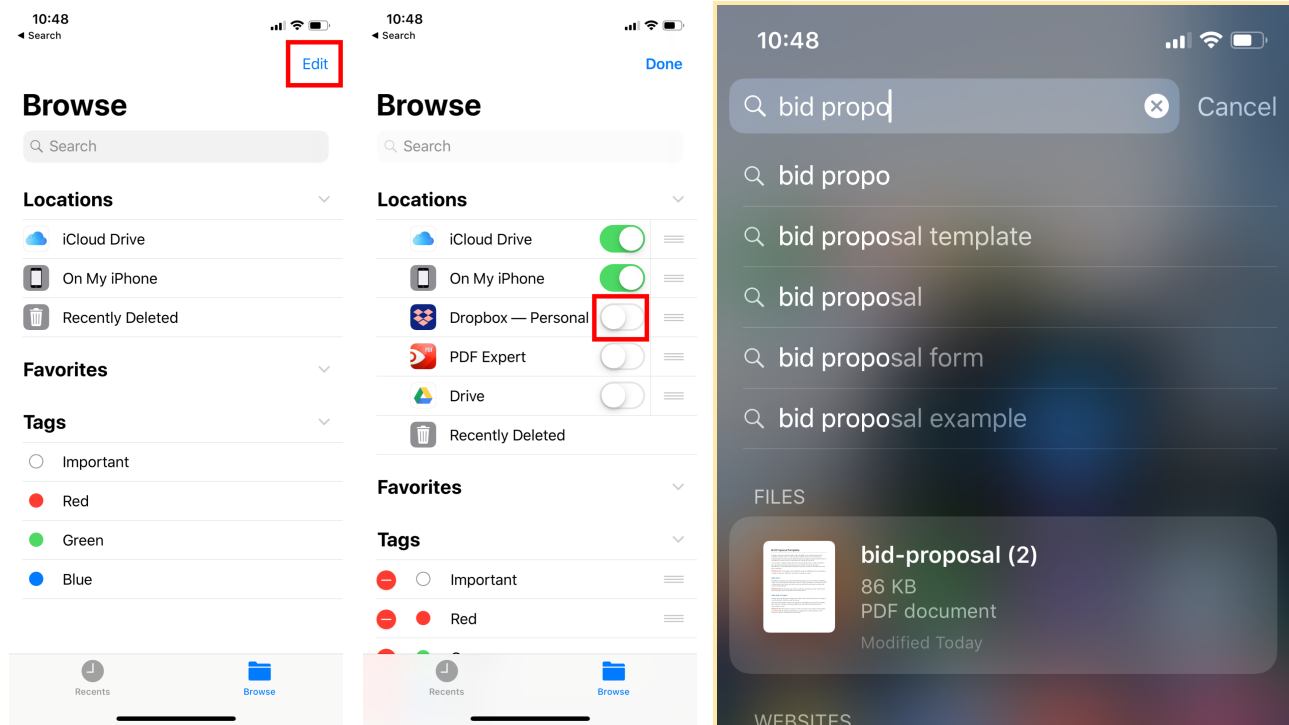 10:48
Search
Edit
Browse
Search
Locations
iCloud Drive
On My iPhone
Recently Deleted
Favorites
Tags
Important
Red
Green
Blue
Recents
Browse
10:48
Search
Done
Browse
Search
Locations
iCloud Drive
On My iPhone
Dropbox — Personal
PDF Expert
Drive
Recently Deleted
Favorites
Tags
Important
Red
Recents
Browse
10:48
bid propo
Cancel
bid propo
bid proposal template
bid proposal
bid proposal form
bid proposal example
FILES
bid-proposal (2)
86 KB
PDF document
Modified Today
WEBSITES